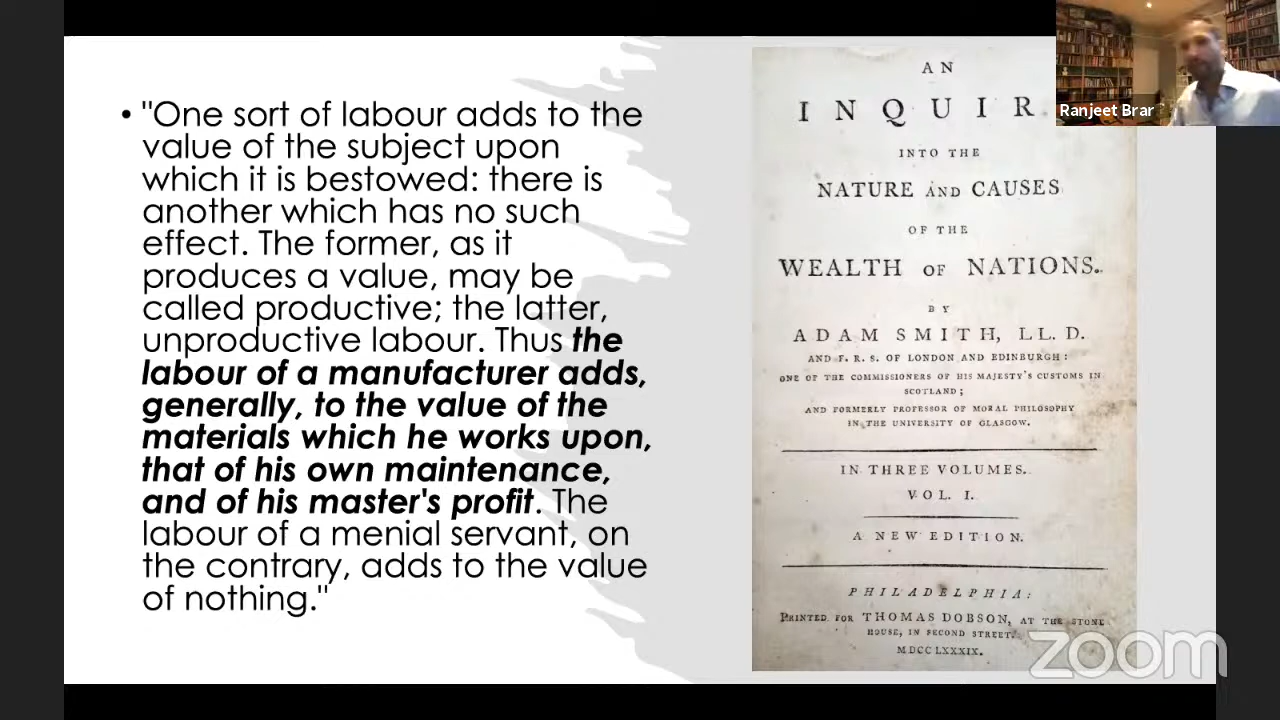 • "One sort of labour adds to the
value of the subject upon
which it is bestowed: there is
another which has no such
effect. The former, as it
produces a value, may be
called productive; the latter,
unproductive labour. Thus the
labour of a manufacturer adds,
generally, to the value of the
materials which he works upon,
that of his own maintenance,
and of his master's profit. The
labour of a menial servant, on
the contrary, adds to the value
of nothing."
AN
INQUIR
INTO THE
NATURE AND CAUSES
OF THE
WEALTH OF NATIONS.
BY
ADAM SMITH, LL. D.
AND F. R. S. OF LONDON AND EDINBURGH:
ONE OF THE COMMISSIONERS OF HIS MAJESTY'S CUSTOMS IN
SCOTLAND;
AND FORMERLY PROFESSOR OF MORAL PHILOSOPHY
IN THE UNIVERSITY OF GLASGOW.
IN THREE VOLUMES.
VOL. I.
A NEW EDITION.
PHILADELPHIA:
PRINTED FOR THOMAS DOBSON, AT THE STONE
HOUSE, IN SECOND STREET.
MDCCLXXXIX.
Ranjeet Brar
zoom